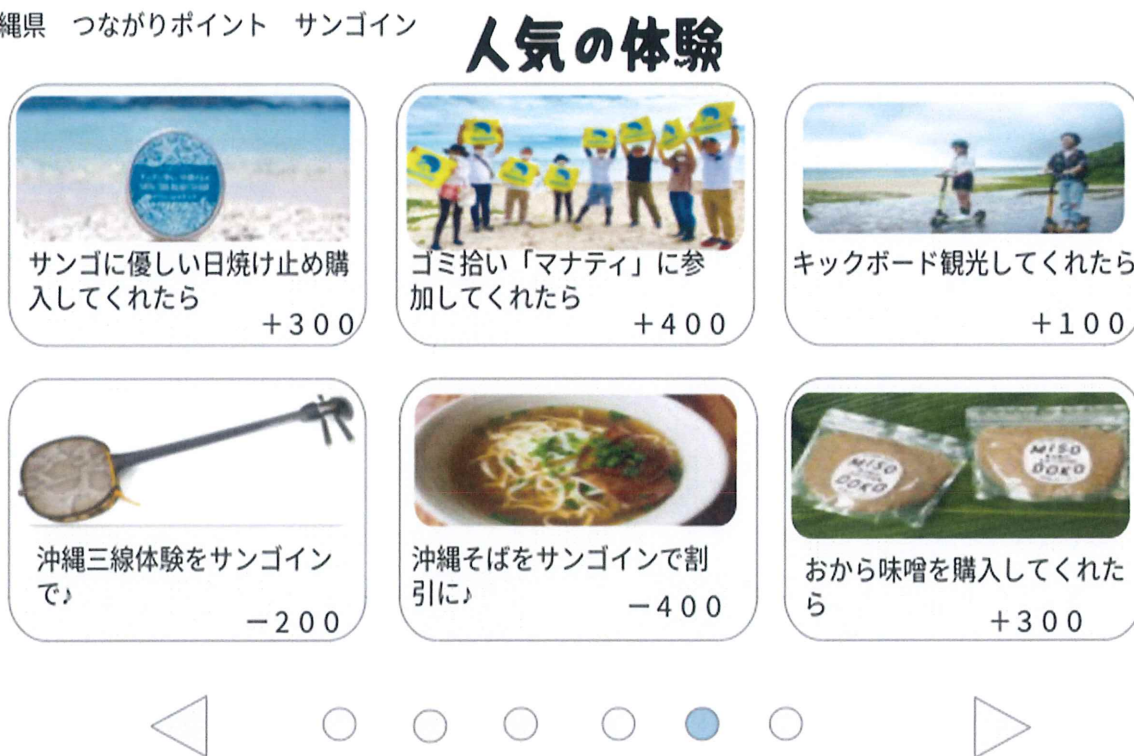 縄県 つながりポイント サンゴイン
人気の体験
サンゴに優しい日焼け止め購
入してくれたら
+300
ゴミ拾い「マナティ」に参
加してくれたら
+400
キックボード観光してくれたら
+100
沖縄三線体験をサンゴイン
で♪
−200
沖縄そばをサンゴインで割
引に♪
−400
MISO
DOKO
MISO
DOKO
おから味噌を購入してくれた
ら
+300